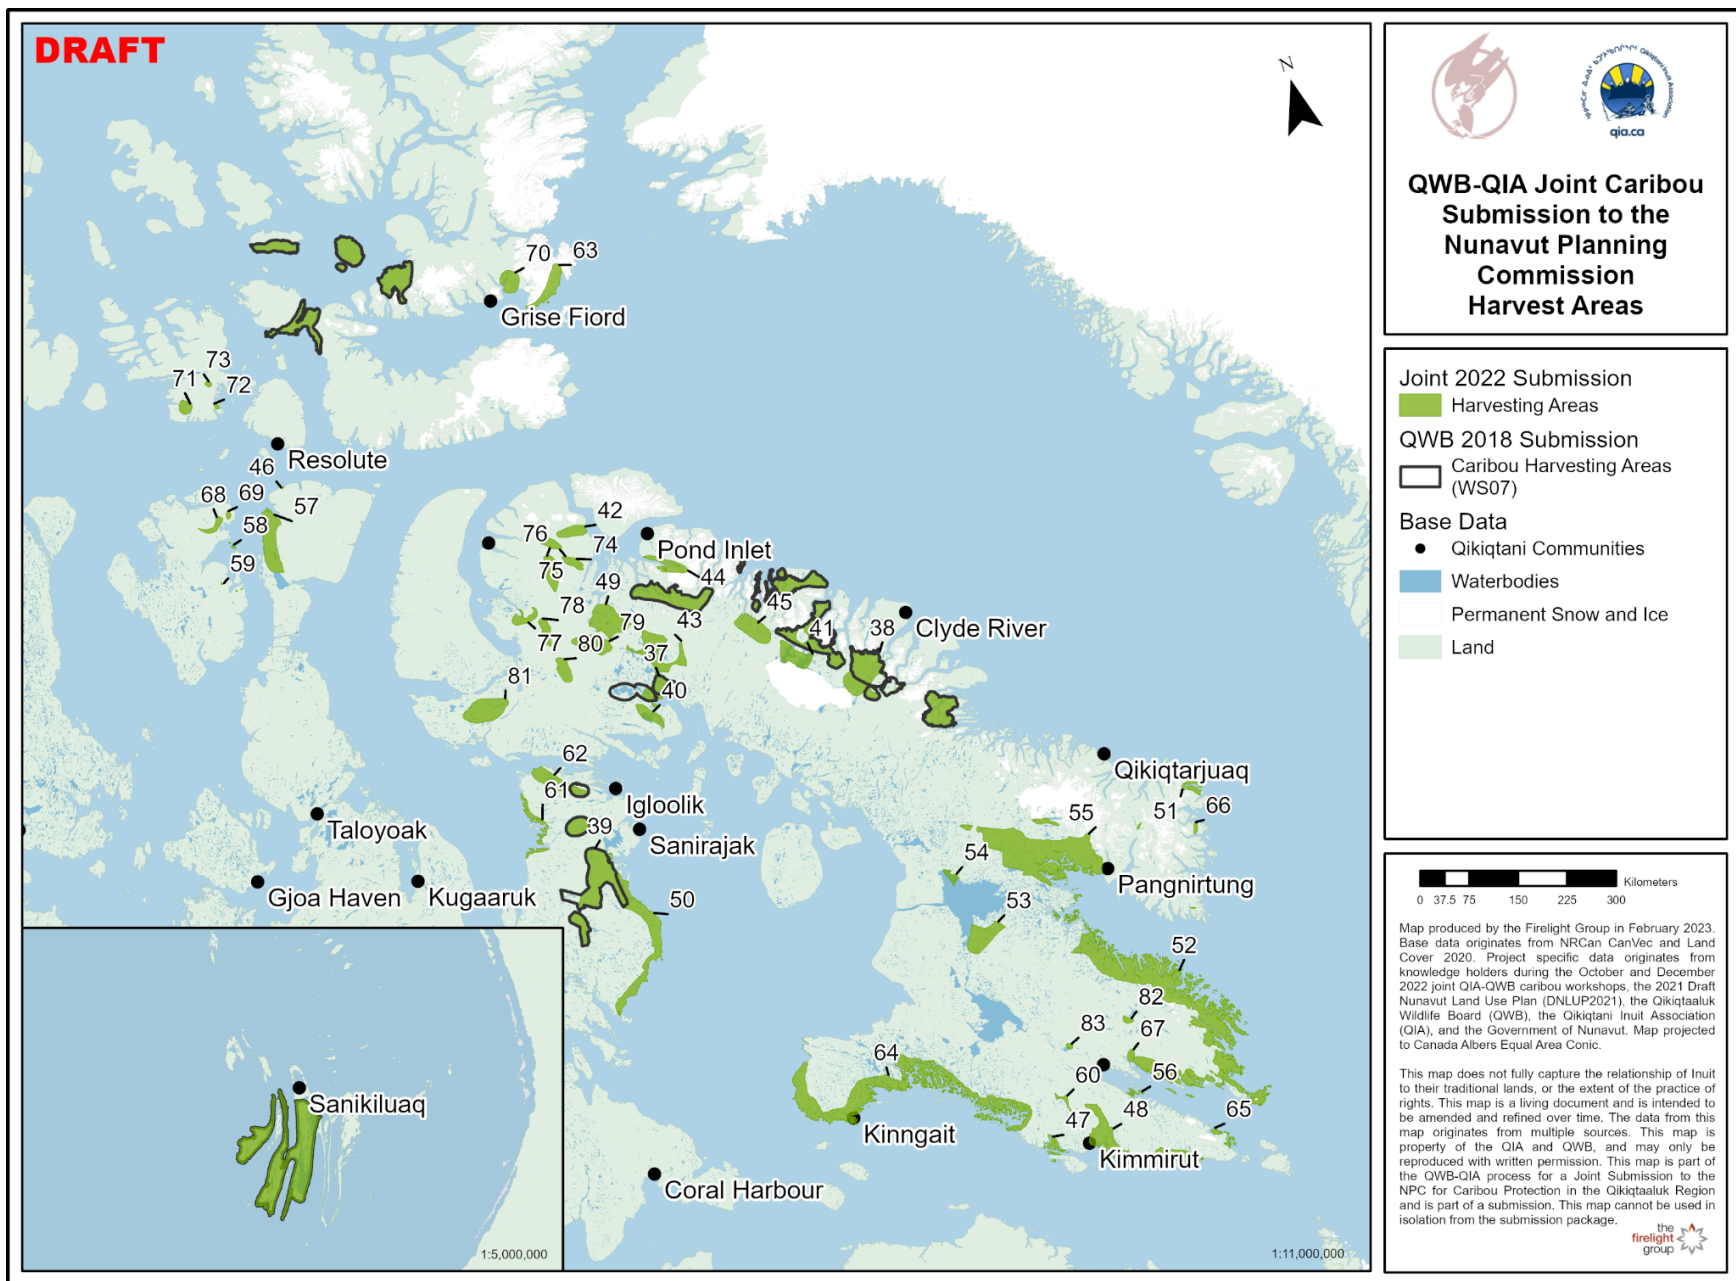 DRAFT
N
70
63
Grise Fiord
73
71
72
Resolute
46
68
69
57
58
59
42
76
74
Pond Inlet
75
44
49
45
78
43
79
41
38
Clyde River
77
80
37
81
40
62
61
Igloolik
39
Sanirajak
Taloyoak
Gjoa Haven
Kugaaruk
50
Qikiqtarjuaq
51
66
55
54
Pangnirtung
53
52
82
83
67
64
60
56
48
65
47
Kinngait
Kimmirut
Coral Harbour
Sanikiluaq
1:5,000,000
1:11,000,000
Qikiqtani Inuit Association
qia.ca
QWB-QIA Joint Caribou
Submission to the
Nunavut Planning
Commission
Harvest Areas
Joint 2022 Submission
Harvesting Areas
QWB 2018 Submission
Caribou Harvesting Areas
(WS07)
Base Data
Qikiqtani Communities
Waterbodies
Permanent Snow and Ice
Land
Kilometers
0 37.5 75 150 225 300
Map produced by the Firelight Group in February 2023.
Base data originates from NRCan CanVec and Land
Cover 2020. Project specific data originates from
knowledge holders during the October and December
2022 joint QIA-QWB caribou workshops, the 2021 Draft
Nunavut Land Use Plan (DNLUP2021), the Qikiqtaaluk
Wildlife Board (QWB), the Qikiqtani Inuit Association
(QIA), and the Government of Nunavut. Map projected
to Canada Albers Equal Area Conic.
This map does not fully capture the relationship of Inuit
to their traditional lands, or the extent of the practice of
rights. This map is a living document and is intended to
be amended and refined over time. The data from this
map originates from multiple sources. This map is
property of the QIA and QWB, and may only be
reproduced with written permission. This map is part of
the QWB-QIA process for a Joint Submission to the
NPC for Caribou Protection in the Qikiqtaaluk Region
and is part of a submission. This map cannot be used in
isolation from the submission package.
the
firelight
group